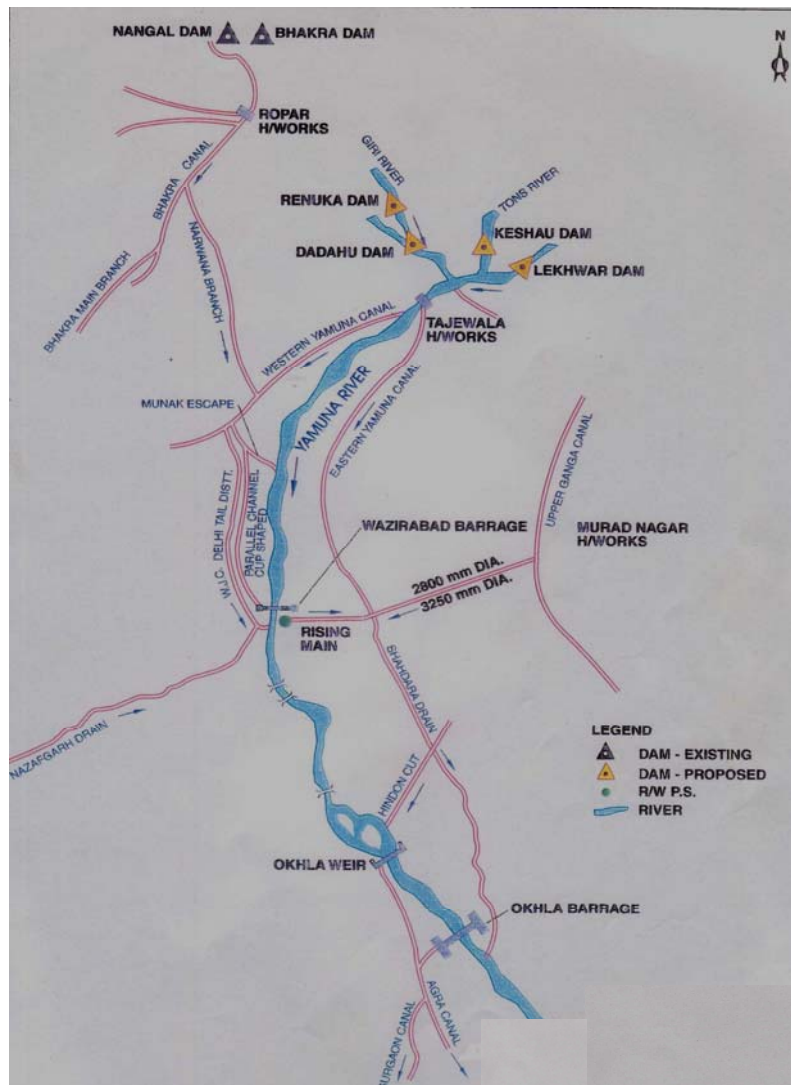 NANGAL DAM
BHAKRA DAM
N
ROPAR
H/WORKS
BHAKRA CANAL
GIRI RIVER
TONS RIVER
RENUKA DAM
DADAHU DAM
KESHAU DAM
LEKHWAR DAM
NARWANA BRANCH
BHAKRA MAIN BRANCH
WESTERN YAMUNA CANAL
TAJEWALA
H/WORKS
MUNAK ESCAPE
YAMUNA RIVER
EASTERN YAMUNA CANAL
UPPER GANGA CANAL
W.J.C. DELHI TAIL DISTT.
PARALLEL CHANNEL
CUP SHAPED
WAZIRABAD BARRAGE
MURAD NAGAR
H/WORKS
2800 mm DIA.
3250 mm DIA.
RISING
MAIN
SHAHDARA DRAIN
NAZAFGARH DRAIN
HINDON CUT
LEGEND
DAM - EXISTING
DAM - PROPOSED
R/W P.S.
RIVER
OKHLA WEIR
OKHLA BARRAGE
AGRA CANAL
URGAON CANAL